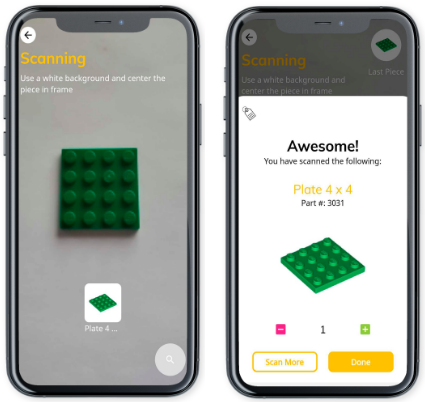 Scanning
Use a white background and center the
piece in frame
Plate 4 ...
Scanning
Use a white background and
center the piece in frame
Last Piece
Awesome!
You have scanned the following:
Plate 4 x 4
Part #: 3031
1
Scan More
Done